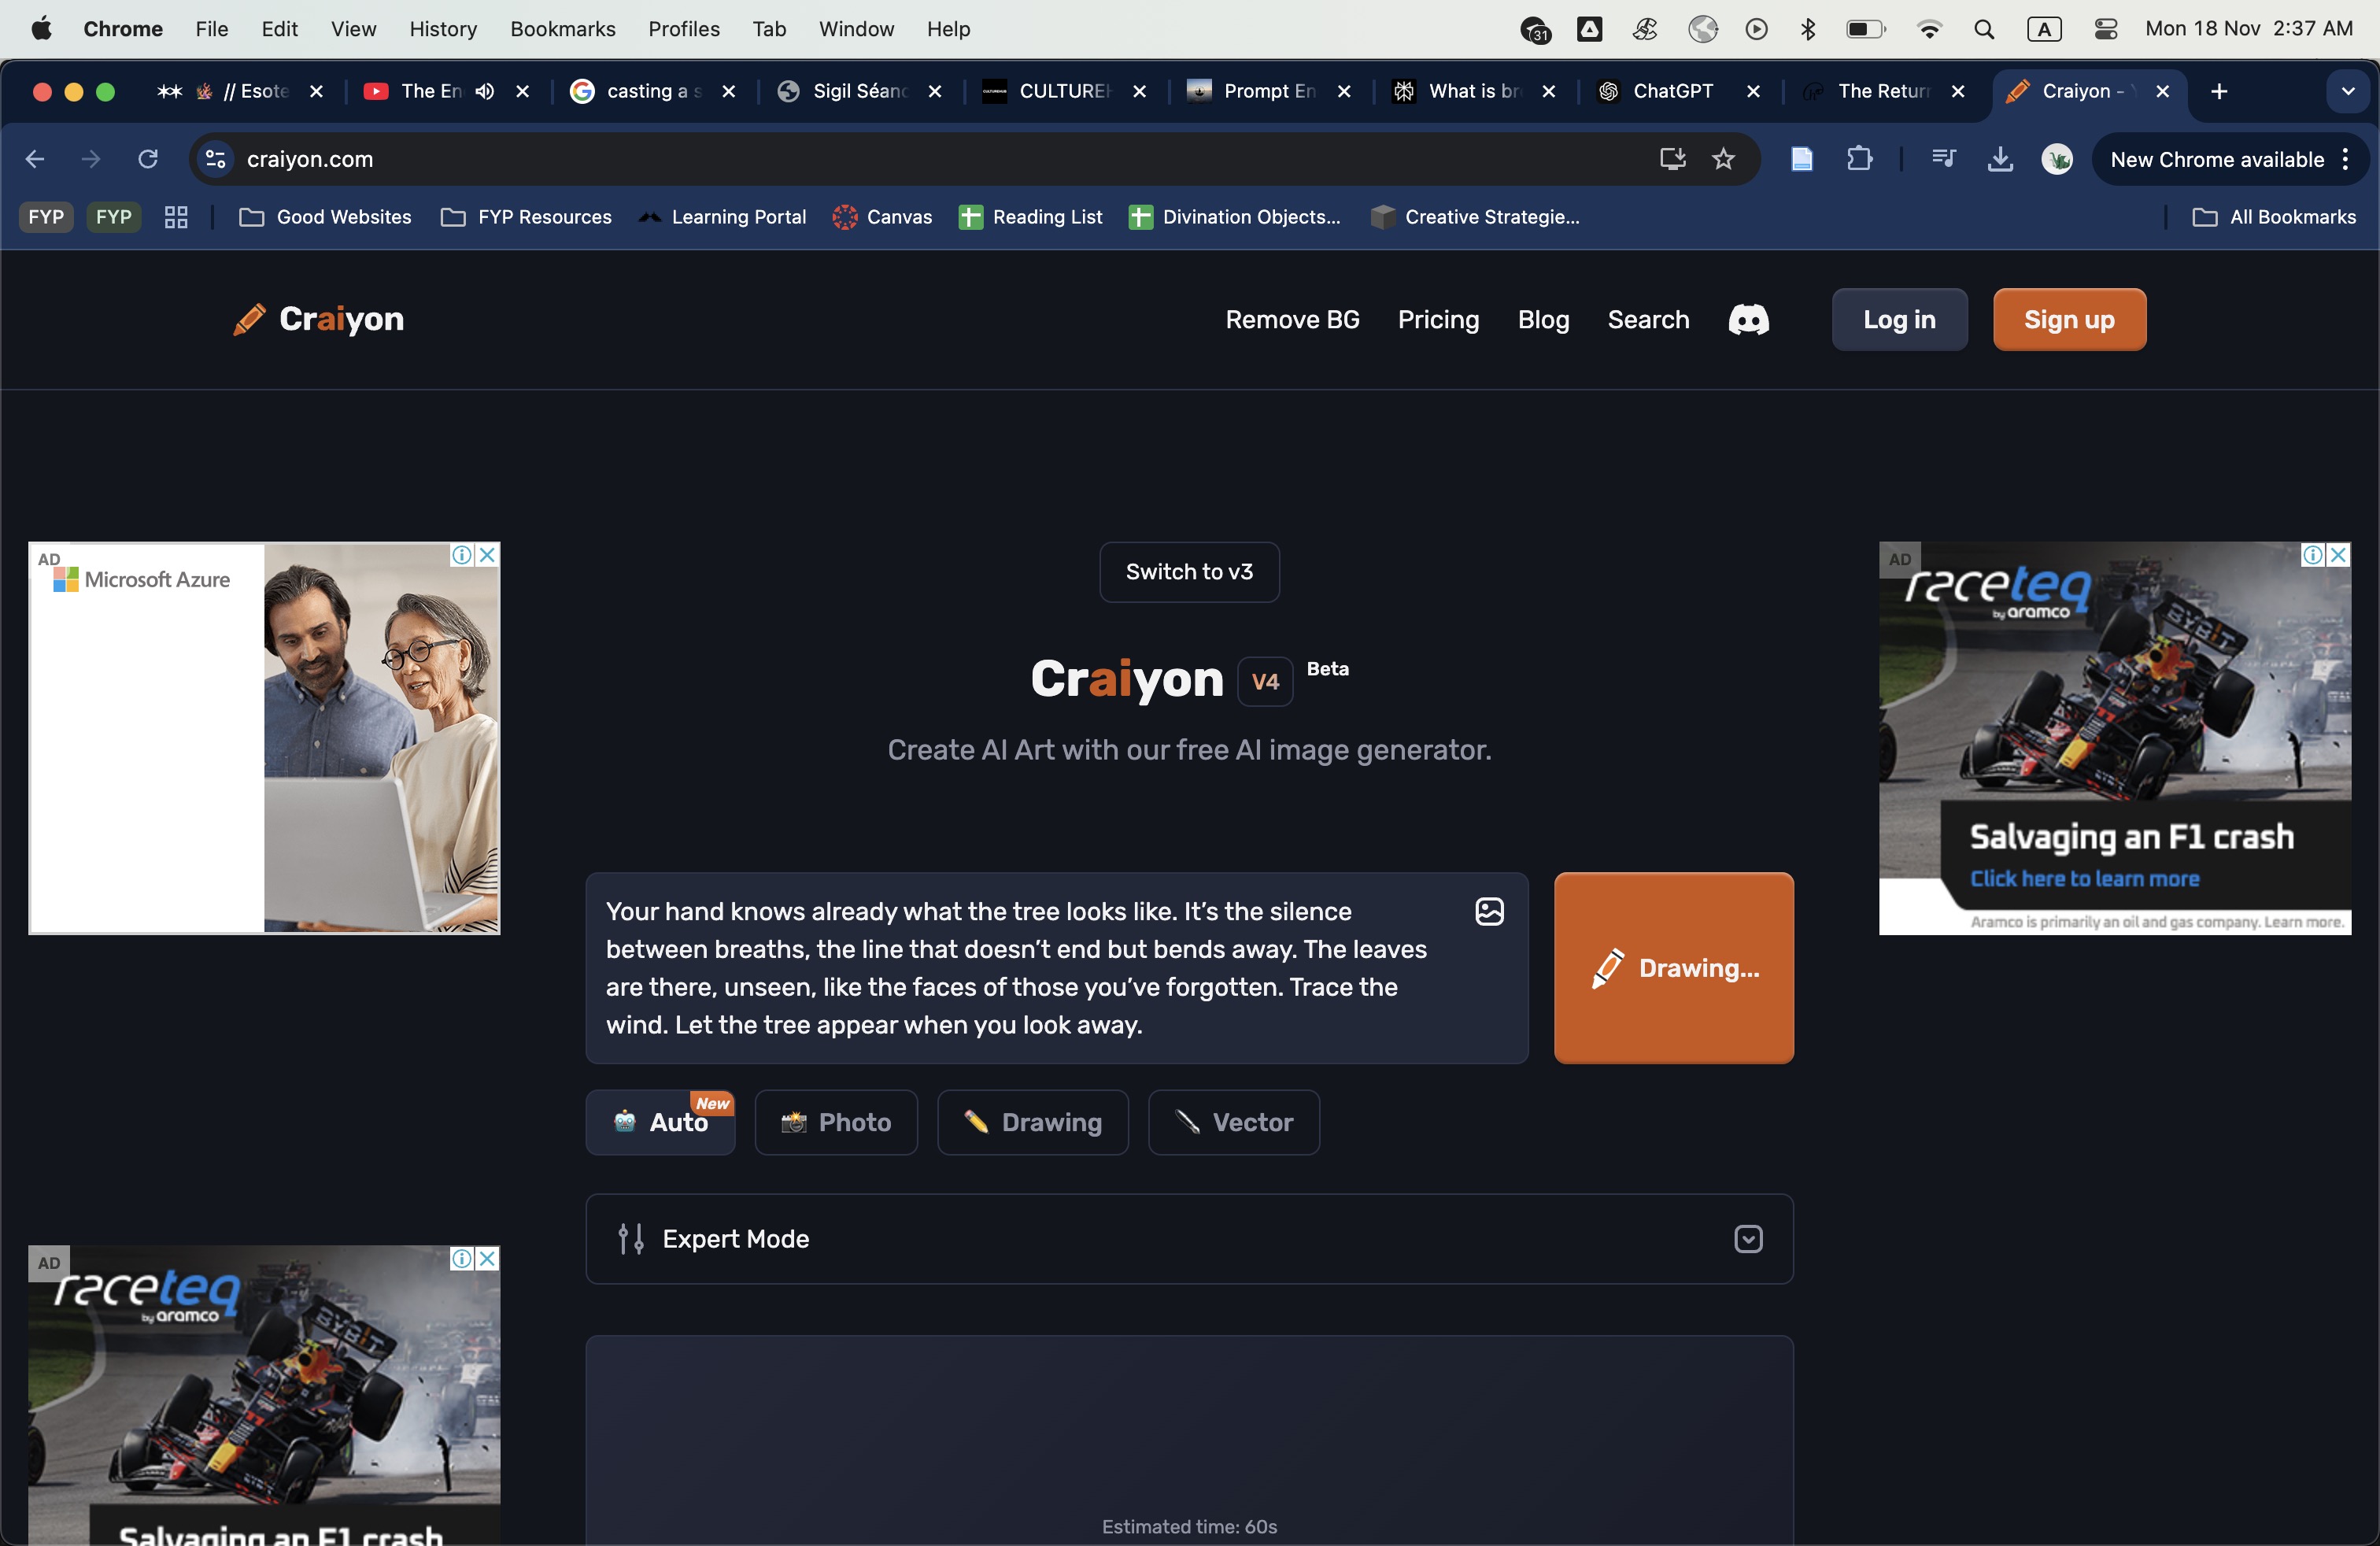 Chrome File Edit View History Bookmarks Profiles Tab Window Help 31 A Mon 18 Nov 2:37 AM
// Esote The En casting a s Sigil Séanc CULTUREH Prompt En What is bre ChatGPT The Return Craiyon - Y
craiyon.com New Chrome available
FYP FYP Good Websites FYP Resources Learning Portal Canvas Reading List Divination Objects... Creative Strategie... All Bookmarks
Craiyon Remove BG Pricing Blog Search Log in Sign up
AD
Microsoft Azure
Switch to v3
Craiyon V4 Beta
Create AI Art with our free AI image generator.
AD
raceteq
by aramco
BYBIT
11
Salvaging an F1 crash
Click here to learn more
Aramco is primarily an oil and gas company. Learn more.
Your hand knows already what the tree looks like. It’s the silence
between breaths, the line that doesn’t end but bends away. The leaves
are there, unseen, like the faces of those you’ve forgotten. Trace the
wind. Let the tree appear when you look away.
Drawing...
Auto New Photo Drawing Vector
Expert Mode
AD
raceteq
by aramco
BYBIT
11
Salvaging an F1 crash
Estimated time: 60s